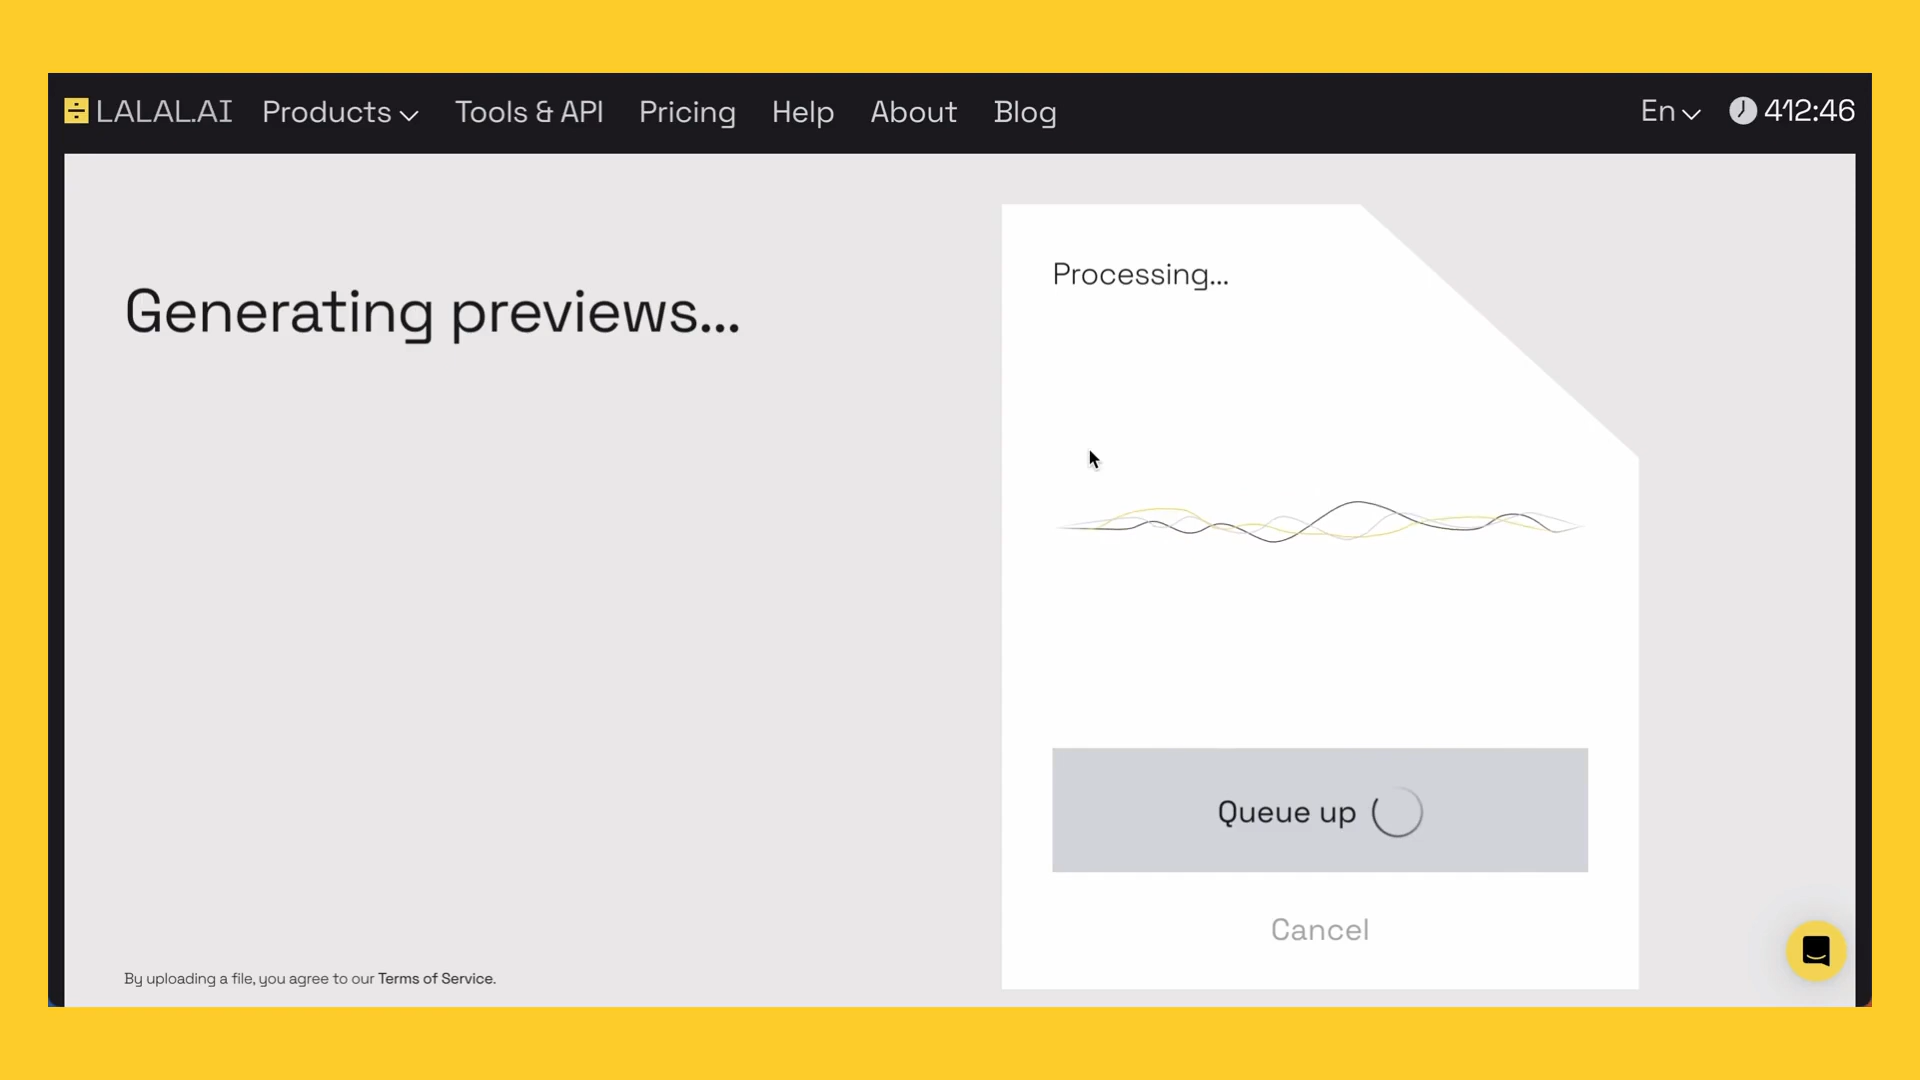 LALAL.AI Products Tools & API Pricing Help About Blog En 412:46
Generating previews...
Processing...
Queue up
Cancel
By uploading a file, you agree to our Terms of Service.